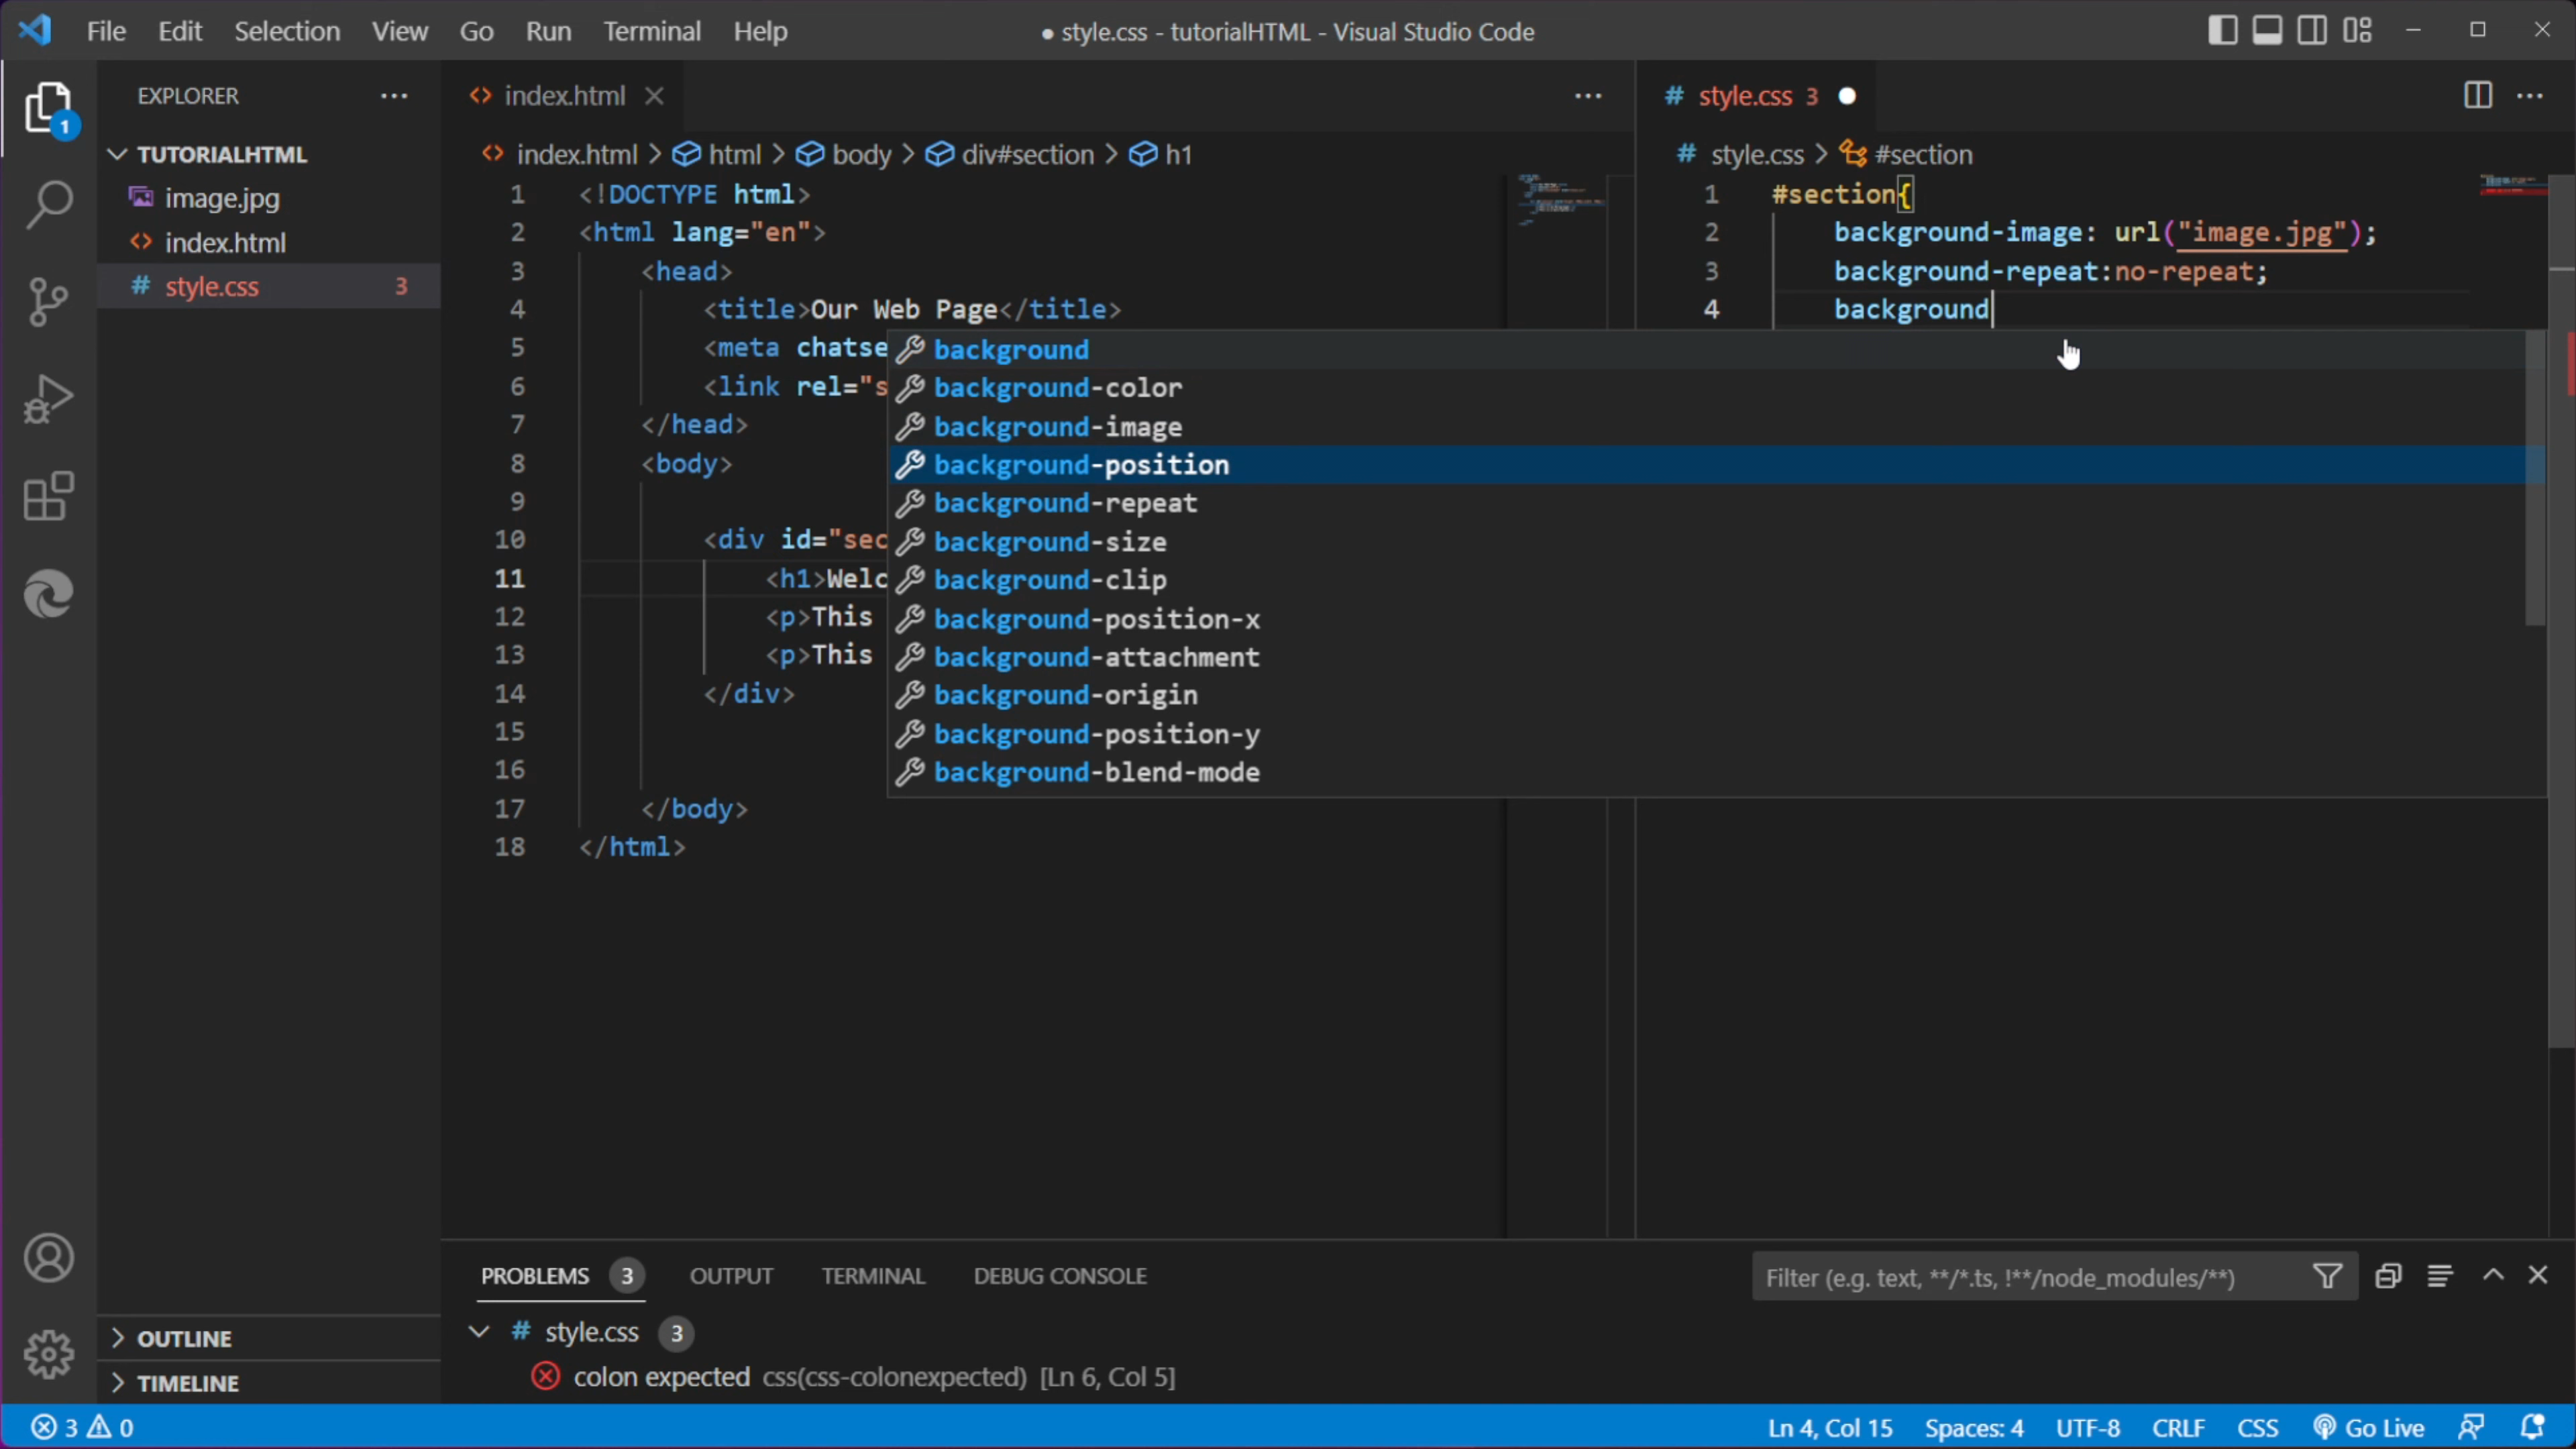 File Edit Selection View Go Run Terminal Help
● style.css - tutorialHTML - Visual Studio Code
1
EXPLORER ...
TUTORIALHTML
image.jpg
index.html
# style.css 3
OUTLINE
TIMELINE
<> index.html ×
...
<> index.html > html > body > div#section > h1
1 <!DOCTYPE html>
2 <html lang="en">
3 <head>
4 <title>Our Web Page</title>
5 <meta chatse
6 <link rel="s
7 </head>
8 <body>
9
10 <div id="sec
11 <h1>Welc
12 <p>This
13 <p>This
14 </div>
15
16
17 </body>
18 </html>
# style.css 3 ●
...
# style.css > #section
1 #section{
2 background-image: url("image.jpg");
3 background-repeat:no-repeat;
4 background
background
background-color
background-image
background-position
background-repeat
background-size
background-clip
background-position-x
background-attachment
background-origin
background-position-y
background-blend-mode
PROBLEMS 3 OUTPUT TERMINAL DEBUG CONSOLE
Filter (e.g. text, **/*.ts, !**/node_modules/**)
# style.css 3
colon expected css(css-colonexpected) [Ln 6, Col 5]
3 0
Ln 4, Col 15 Spaces: 4 UTF-8 CRLF CSS Go Live